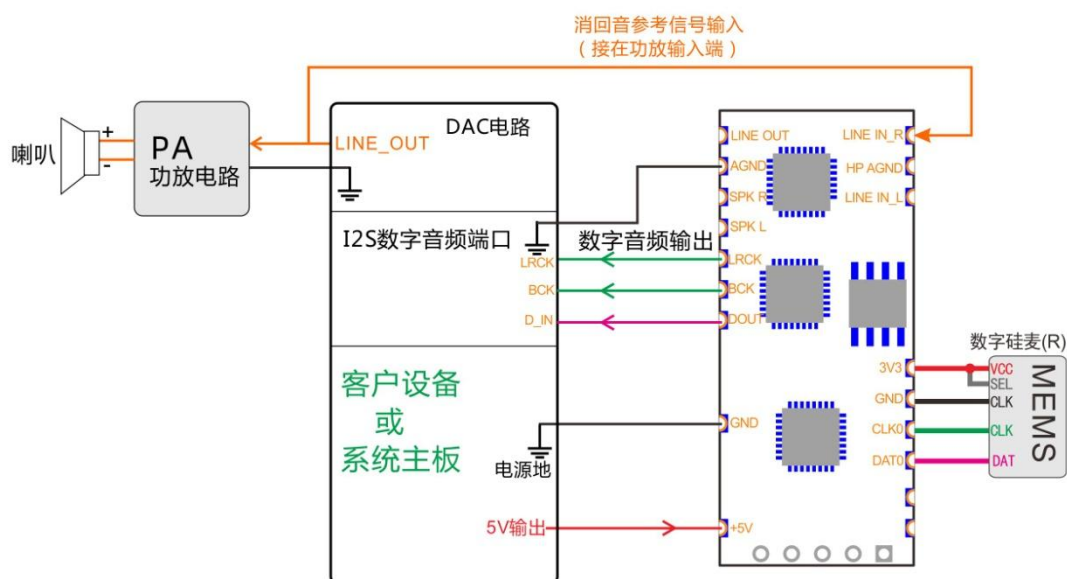 消回音参考信号输入
（接在功放输入端）
喇叭
+
-
PA
功放电路
LINE_OUT
DAC电路
I2S数字音频端口
LRCK
BCK
D_IN
数字音频输出
客户设备
或
系统主板
电源地
5V输出
LINE OUT
AGND
SPK R
SPK L
LRCK
BCK
DOUT
GND
+5V
LINE IN_R
HP AGND
LINE IN_L
3V3
GND
CLK0
DAT0
数字硅麦(R)
VCC
SEL
CLK
CLK
DAT
MEMS